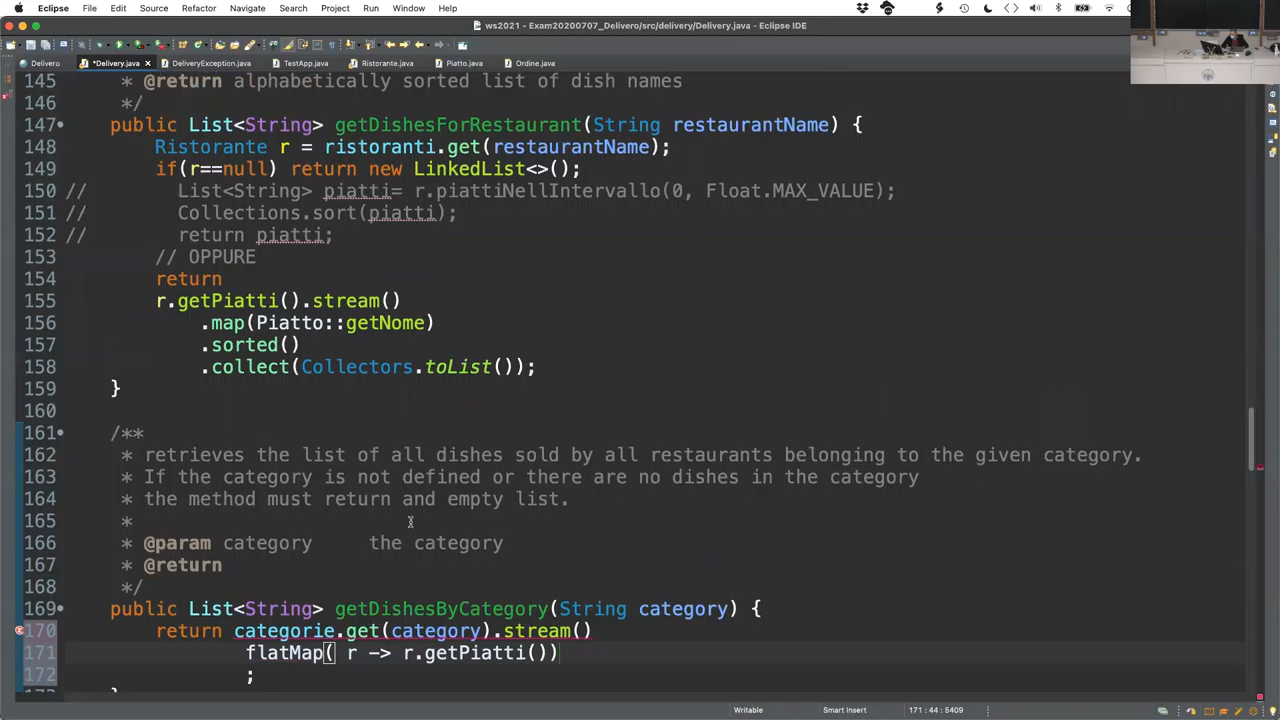 Eclipse File Edit Source Refactor Navigate Search Project Run Window Help
ws2021 - Exam20200707_Delivero/src/delivery/Delivery.java - Eclipse IDE
Delivero *Delivery.java DeliveryException.java TestApp.java Ristorante.java Piatto.java Ordine.java
145 * @return alphabetically sorted list of dish names
146 */
147 public List<String> getDishesForRestaurant(String restaurantName) {
148 Ristorante r = ristoranti.get(restaurantName);
149 if(r==null) return new LinkedList<>();
150 // List<String> piatti= r.piattiNellIntervallo(0, Float.MAX_VALUE);
151 // Collections.sort(piatti);
152 // return piatti;
153 // OPPURE
154 return
155 r.getPiatti().stream()
156 .map(Piatto::getNome)
157 .sorted()
158 .collect(Collectors.toList());
159 }
160
161 /**
162 * retrieves the list of all dishes sold by all restaurants belonging to the given category.
163 * If the category is not defined or there are no dishes in the category
164 * the method must return and empty list.
165 *
166 * @param category the category
167 * @return
168 */
169 public List<String> getDishesByCategory(String category) {
170 return categorie.get(category).stream()
171 flatMap( r -> r.getPiatti())
172 ;
Writable Smart Insert 171 : 44 : 5409